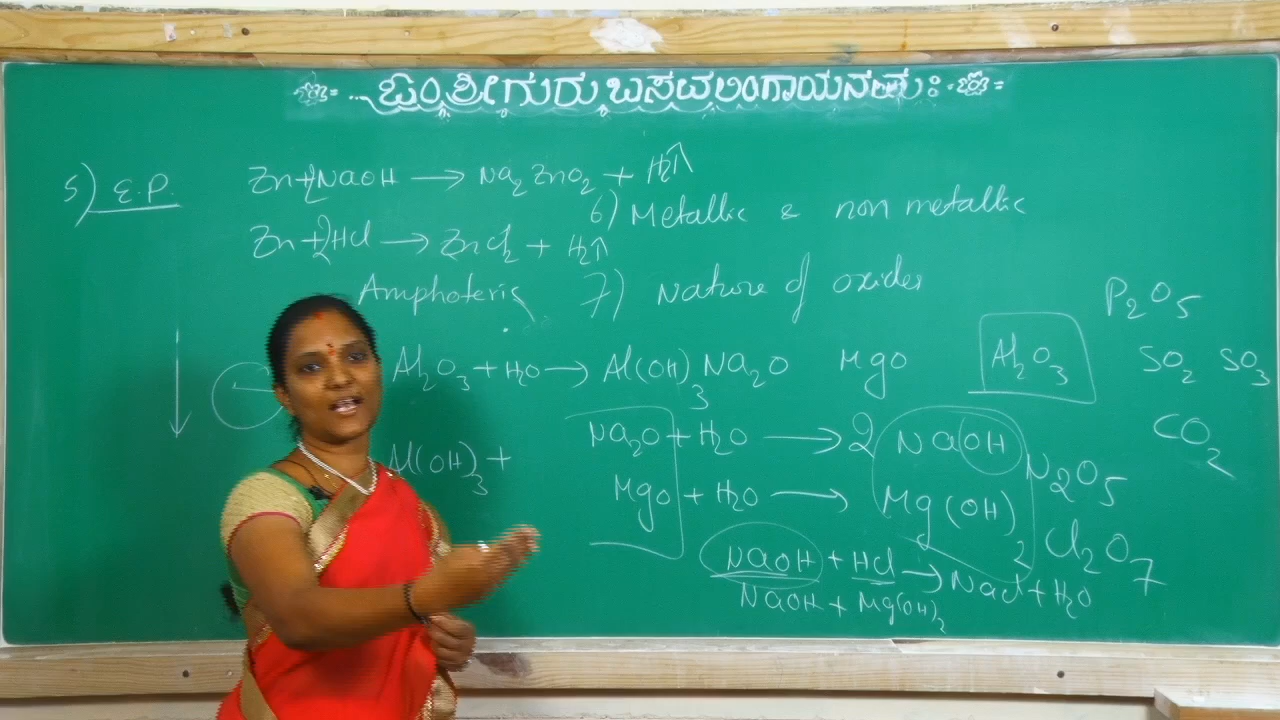 ಓಂ ಶ್ರೀ ಗುರು ಬಸವಲಿಂಗಾಯ ನಮಃ
5) E.P.
Zn+2NaOH → Na2ZnO2 + H2↑
6) Metallic & non metallic
Zn+2HCl → ZnCl2 + H2↑
Amphoteric
7) Nature of oxides
P2O5
Al2O3 + H2O → Al(OH)3
Na2O MgO Al2O3 SO2 SO3
Na2O + H2O → 2 NaOH
CO2
Al(OH)3 +
MgO + H2O → Mg(OH)2
N2O5
Cl2O7
NaOH + HCl → NaCl + H2O
NaOH + Mg(OH)2